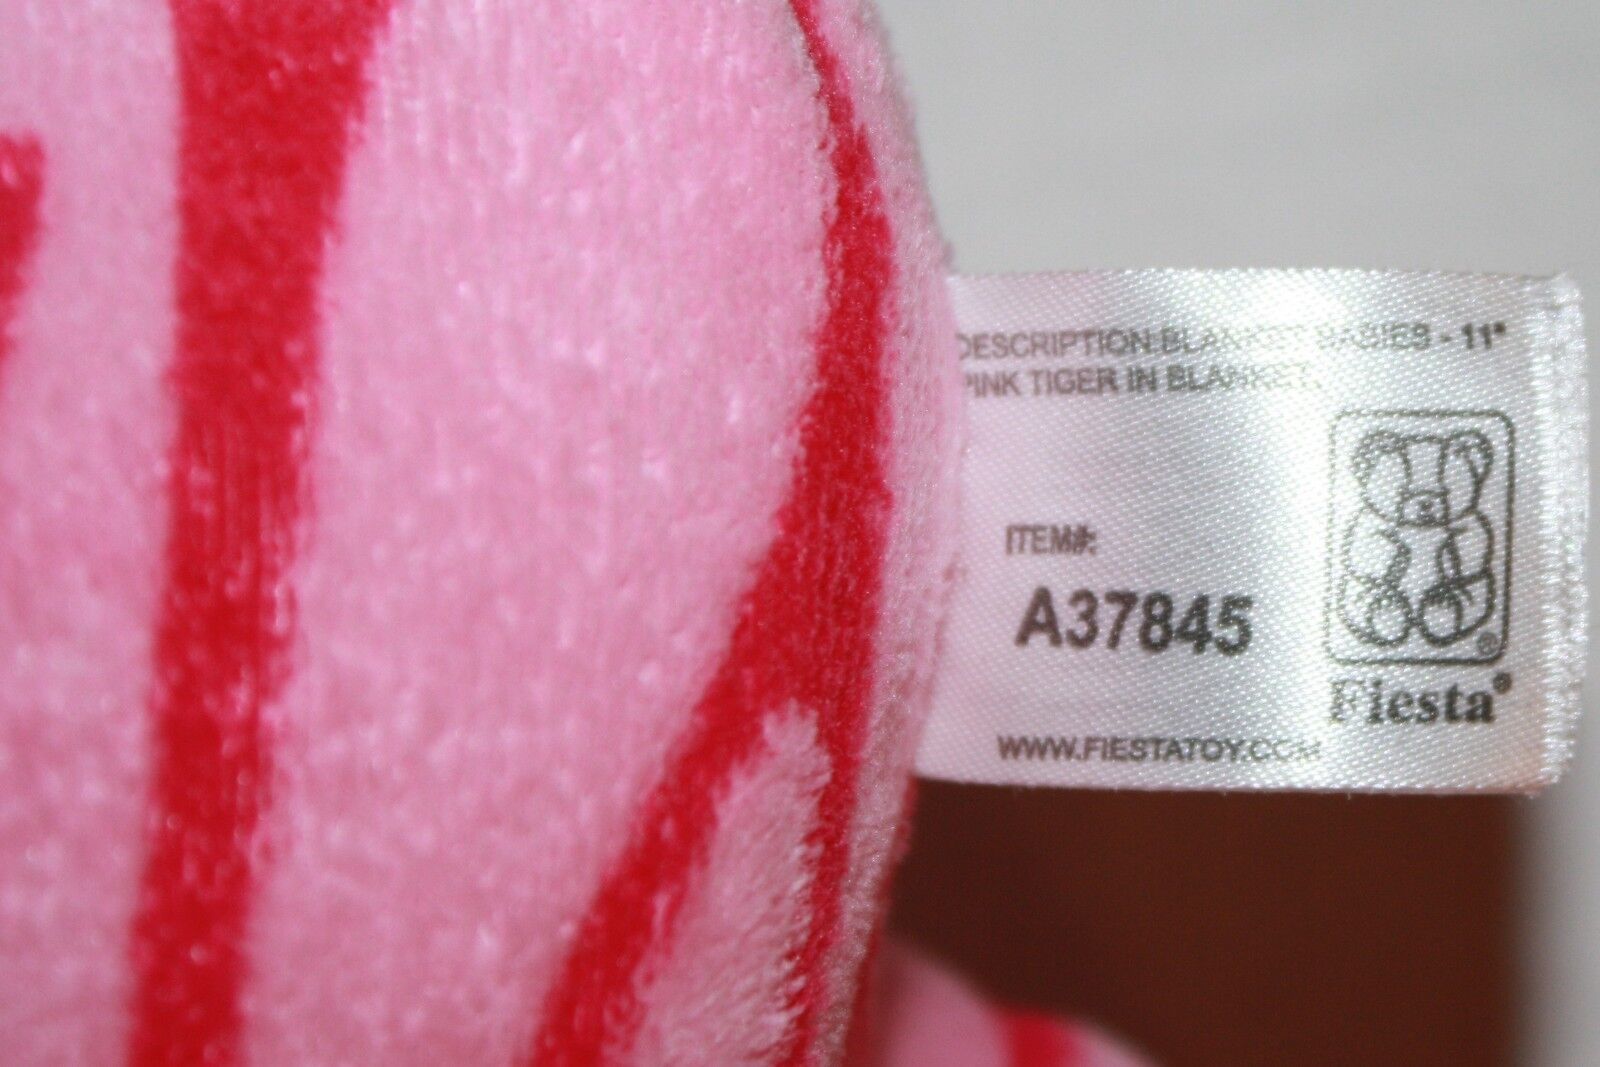 DESCRIPTION:BLANKET BABIES - 11"
PINK TIGER IN BLANKET.
ITEM#:
A37845
®
Fiesta®
WWW.FIESTATOY.COM